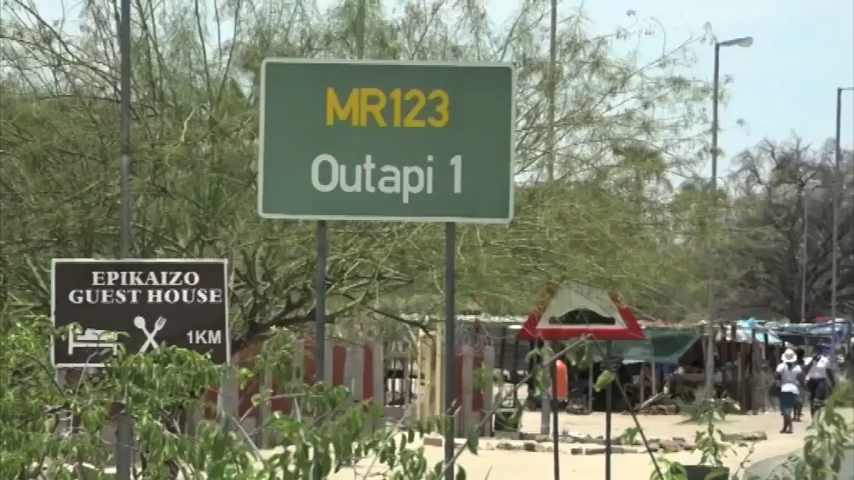 MR123
Outapi 1
EPIKAIZO
GUEST HOUSE
1KM